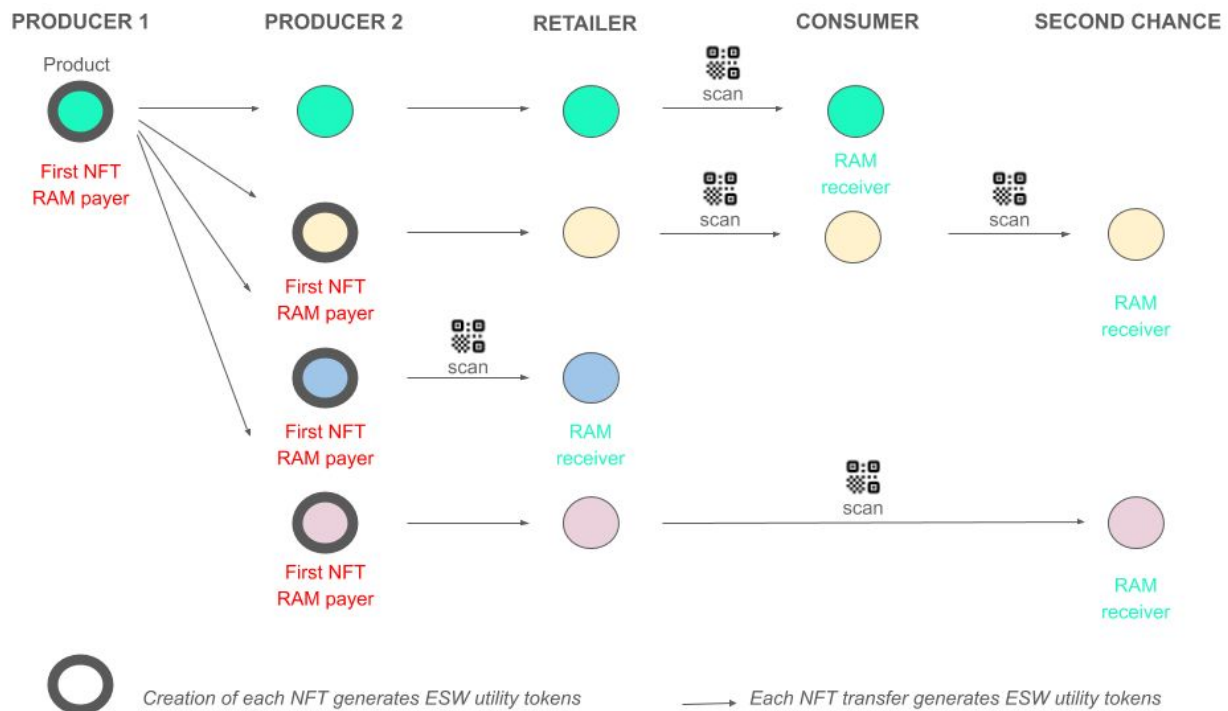 PRODUCER 1
PRODUCER 2
RETAILER
CONSUMER
SECOND CHANCE
Product
scan
First NFT
RAM payer
RAM
receiver
scan
scan
First NFT
RAM payer
RAM
receiver
scan
First NFT
RAM payer
RAM
receiver
scan
First NFT
RAM payer
RAM
receiver
Creation of each NFT generates ESW utility tokens
Each NFT transfer generates ESW utility tokens